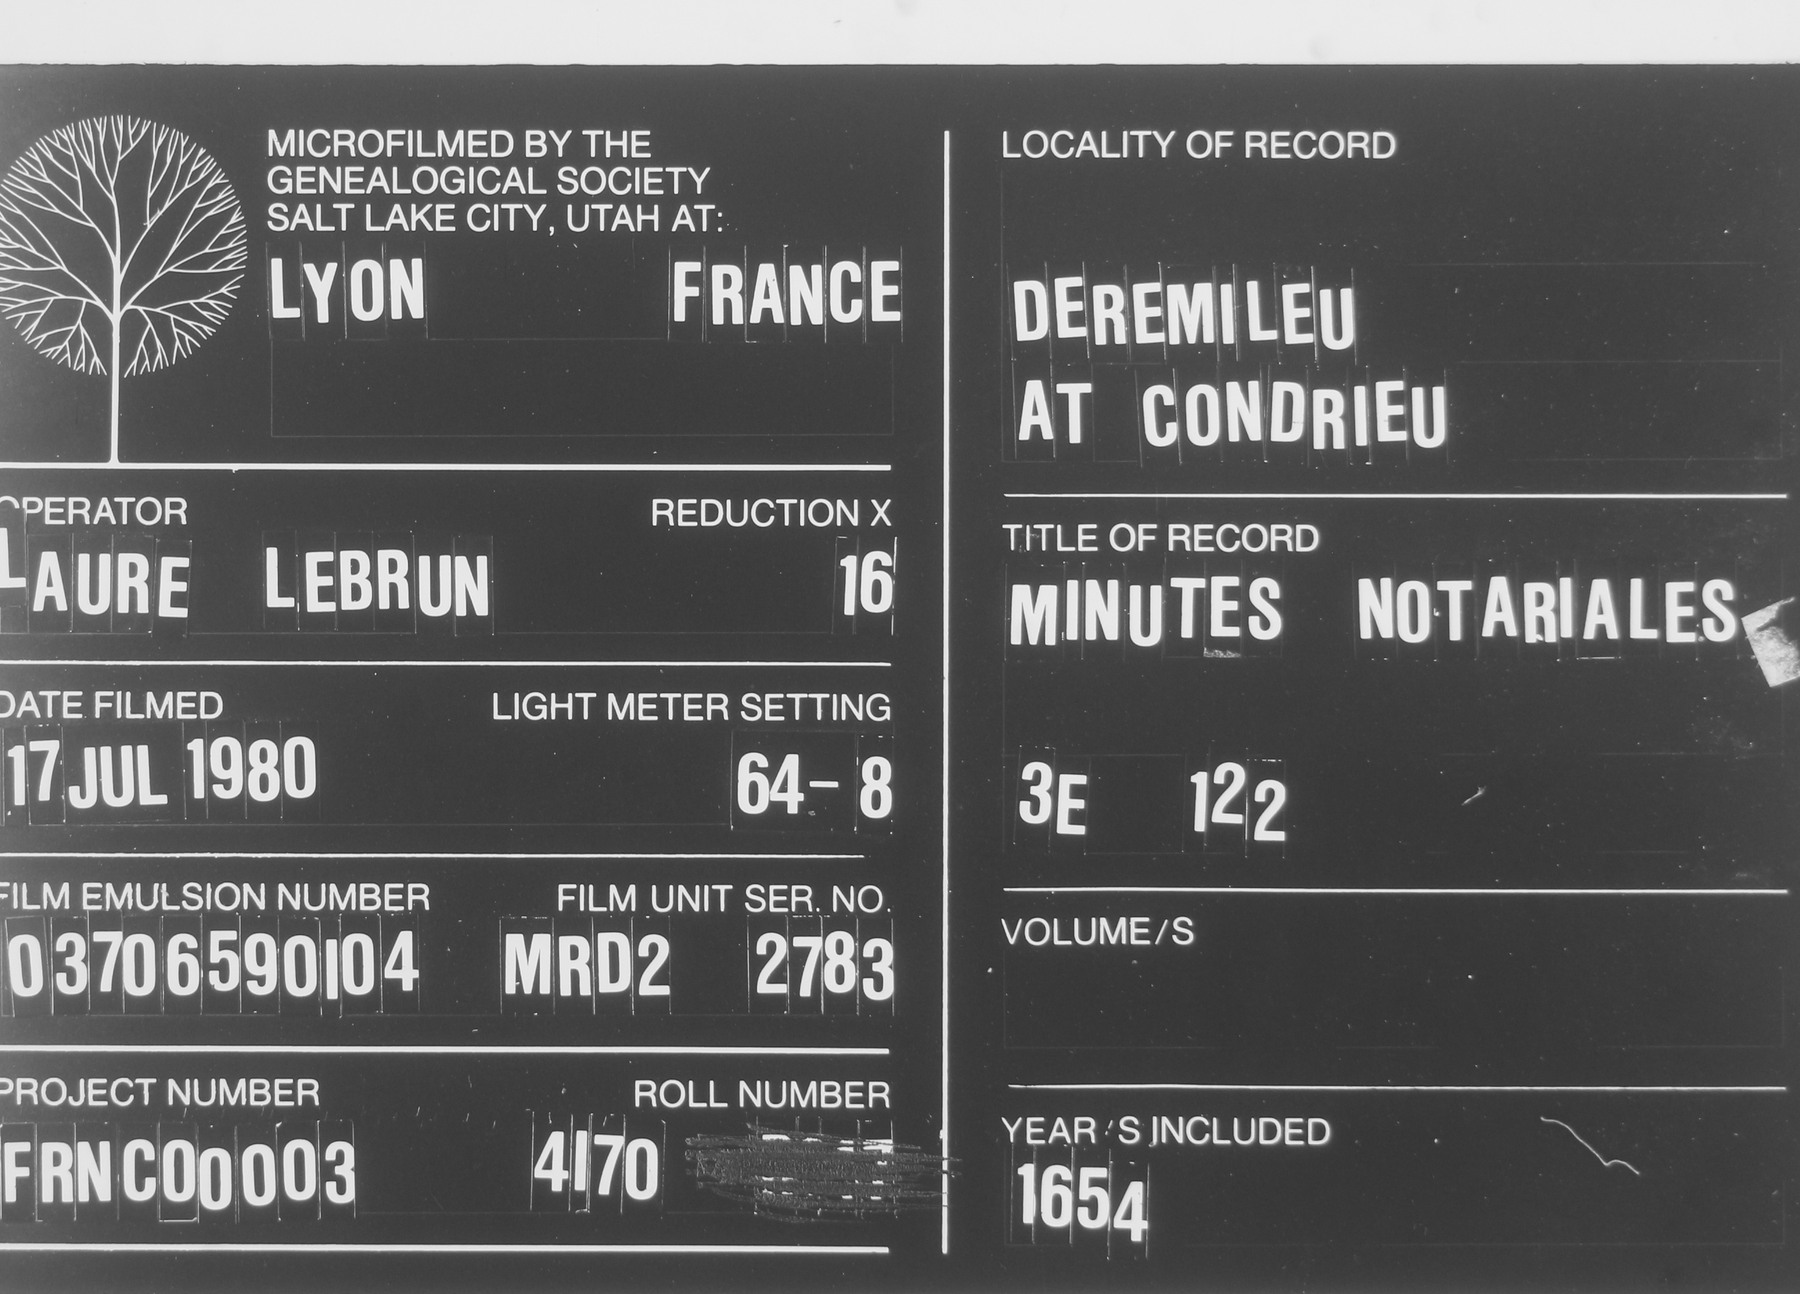 MICROFILMED BY THE
GENEALOGICAL SOCIETY
SALT LAKE CITY, UTAH AT:
LYON FRANCE
OPERATOR REDUCTION X
LAURE LEBRUN 16
DATE FILMED LIGHT METER SETTING
17 JUL 1980 64-8
FILM EMULSION NUMBER FILM UNIT SER. NO.
03706590104 MRD2 2783
PROJECT NUMBER ROLL NUMBER
FRNC00003 4170
LOCALITY OF RECORD
DEREMILEU
AT CONDRIEU
TITLE OF RECORD
MINUTES NOTARIALES
3E 122
VOLUME/S
YEAR/S INCLUDED
1654